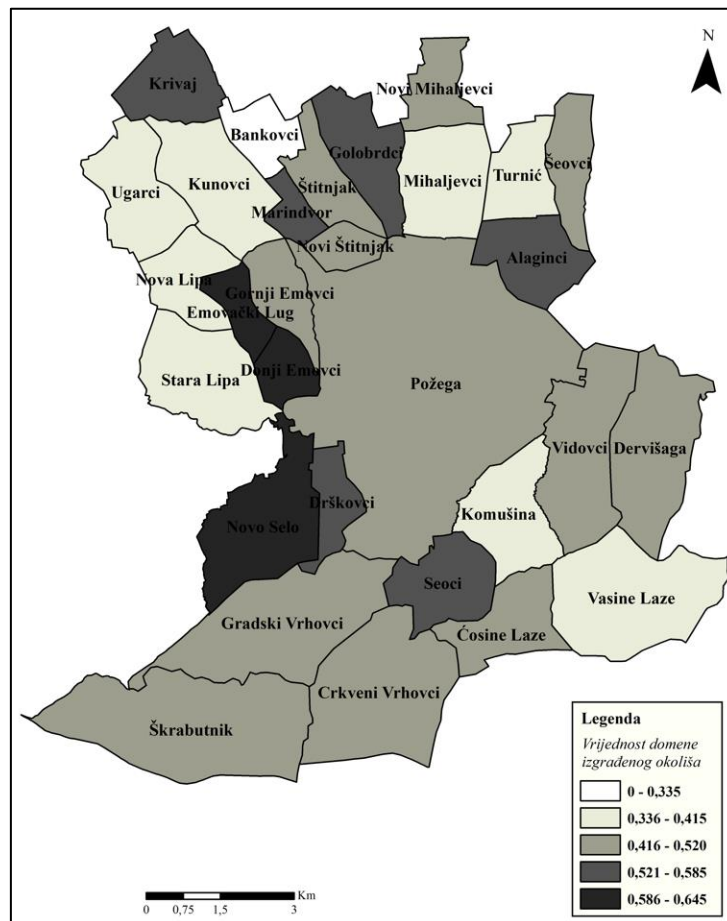 N
Krivaj
Novi Mihaljevci
Bankovci
Golobrdci
Šeovci
Ugarci
Kunovci
Štitnjak
Mihaljevci
Turnić
Marindvor
Novi Štitnjak
Alaginci
Nova Lipa
Gornji Emovci
Emovački Lug
Stara Lipa
Donji Emovci
Požega
Vidovci
Dervišaga
Novo Selo
Drškovci
Komušina
Seoci
Vasine Laze
Gradski Vrhovci
Ćosine Laze
Crkveni Vrhovci
Škrabutnik
Legenda
Vrijednost domene
izgrađenog okoliša
0 - 0,335
0,336 - 0,415
0,416 - 0,520
0,521 - 0,585
0,586 - 0,645
Km
0 0,75 1,5 3